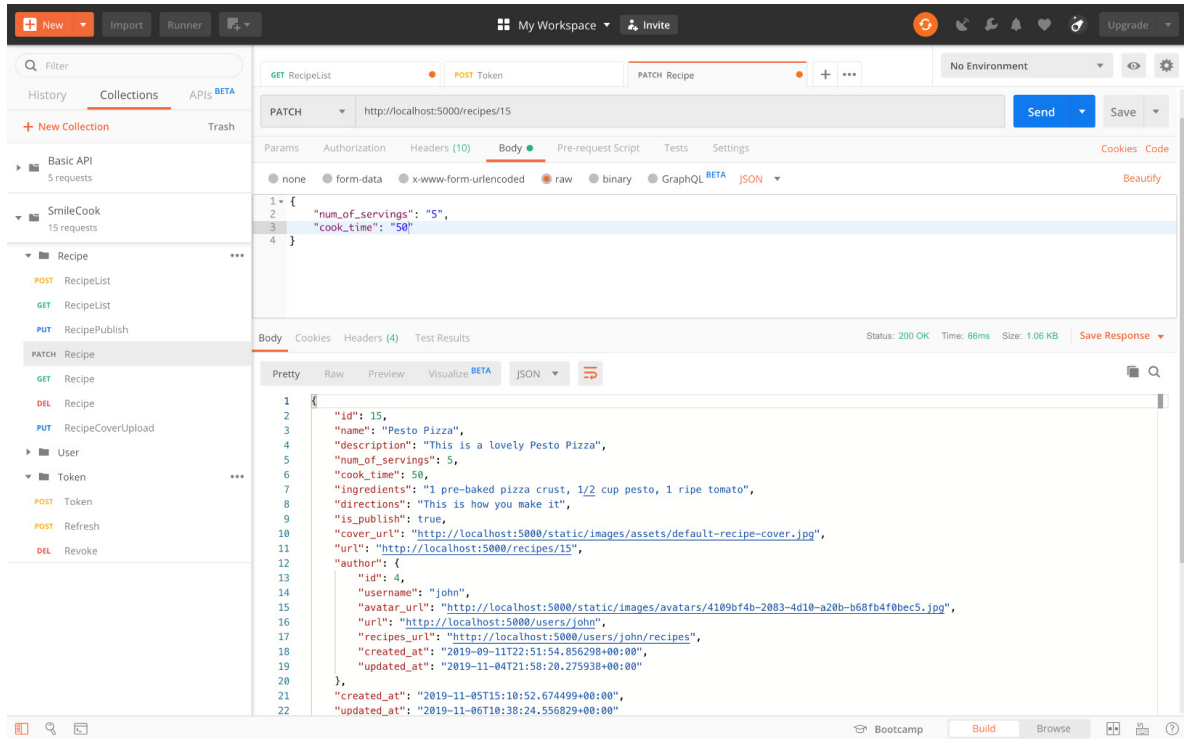 New Import Runner My Workspace Invite Upgrade
Filter
History Collections APIs BETA
+ New Collection Trash
Basic API
5 requests
SmileCook
15 requests
Recipe
POST RecipeList
GET RecipeList
PUT RecipePublish
PATCH Recipe
GET Recipe
DEL Recipe
PUT RecipeCoverUpload
User
Token
POST Token
POST Refresh
DEL Revoke
GET RecipeList POST Token PATCH Recipe + ••• No Environment
PATCH http://localhost:5000/recipes/15 Send Save
Params Authorization Headers (10) Body Pre-request Script Tests Settings Cookies Code
none form-data x-www-form-urlencoded raw binary GraphQL BETA JSON Beautify
1 {
2 "num_of_servings": "5",
3 "cook_time": "50"
4 }
Body Cookies Headers (4) Test Results Status: 200 OK Time: 66ms Size: 1.06 KB Save Response
Pretty Raw Preview Visualize BETA JSON
1 {
2 "id": 15,
3 "name": "Pesto Pizza",
4 "description": "This is a lovely Pesto Pizza",
5 "num_of_servings": 5,
6 "cook_time": 50,
7 "ingredients": "1 pre-baked pizza crust, 1/2 cup pesto, 1 ripe tomato",
8 "directions": "This is how you make it",
9 "is_publish": true,
10 "cover_url": "http://localhost:5000/static/images/assets/default-recipe-cover.jpg",
11 "url": "http://localhost:5000/recipes/15",
12 "author": {
13 "id": 4,
14 "username": "john",
15 "avatar_url": "http://localhost:5000/static/images/avatars/4109bf4b-2083-4d10-a20b-b68fb4f0bec5.jpg",
16 "url": "http://localhost:5000/users/john",
17 "recipes_url": "http://localhost:5000/users/john/recipes",
18 "created_at": "2019-09-11T22:51:54.856298+00:00",
19 "updated_at": "2019-11-04T21:58:20.275938+00:00"
20 },
21 "created_at": "2019-11-05T15:10:52.674499+00:00",
22 "updated_at": "2019-11-06T10:38:24.556829+00:00"
Bootcamp Build Browse